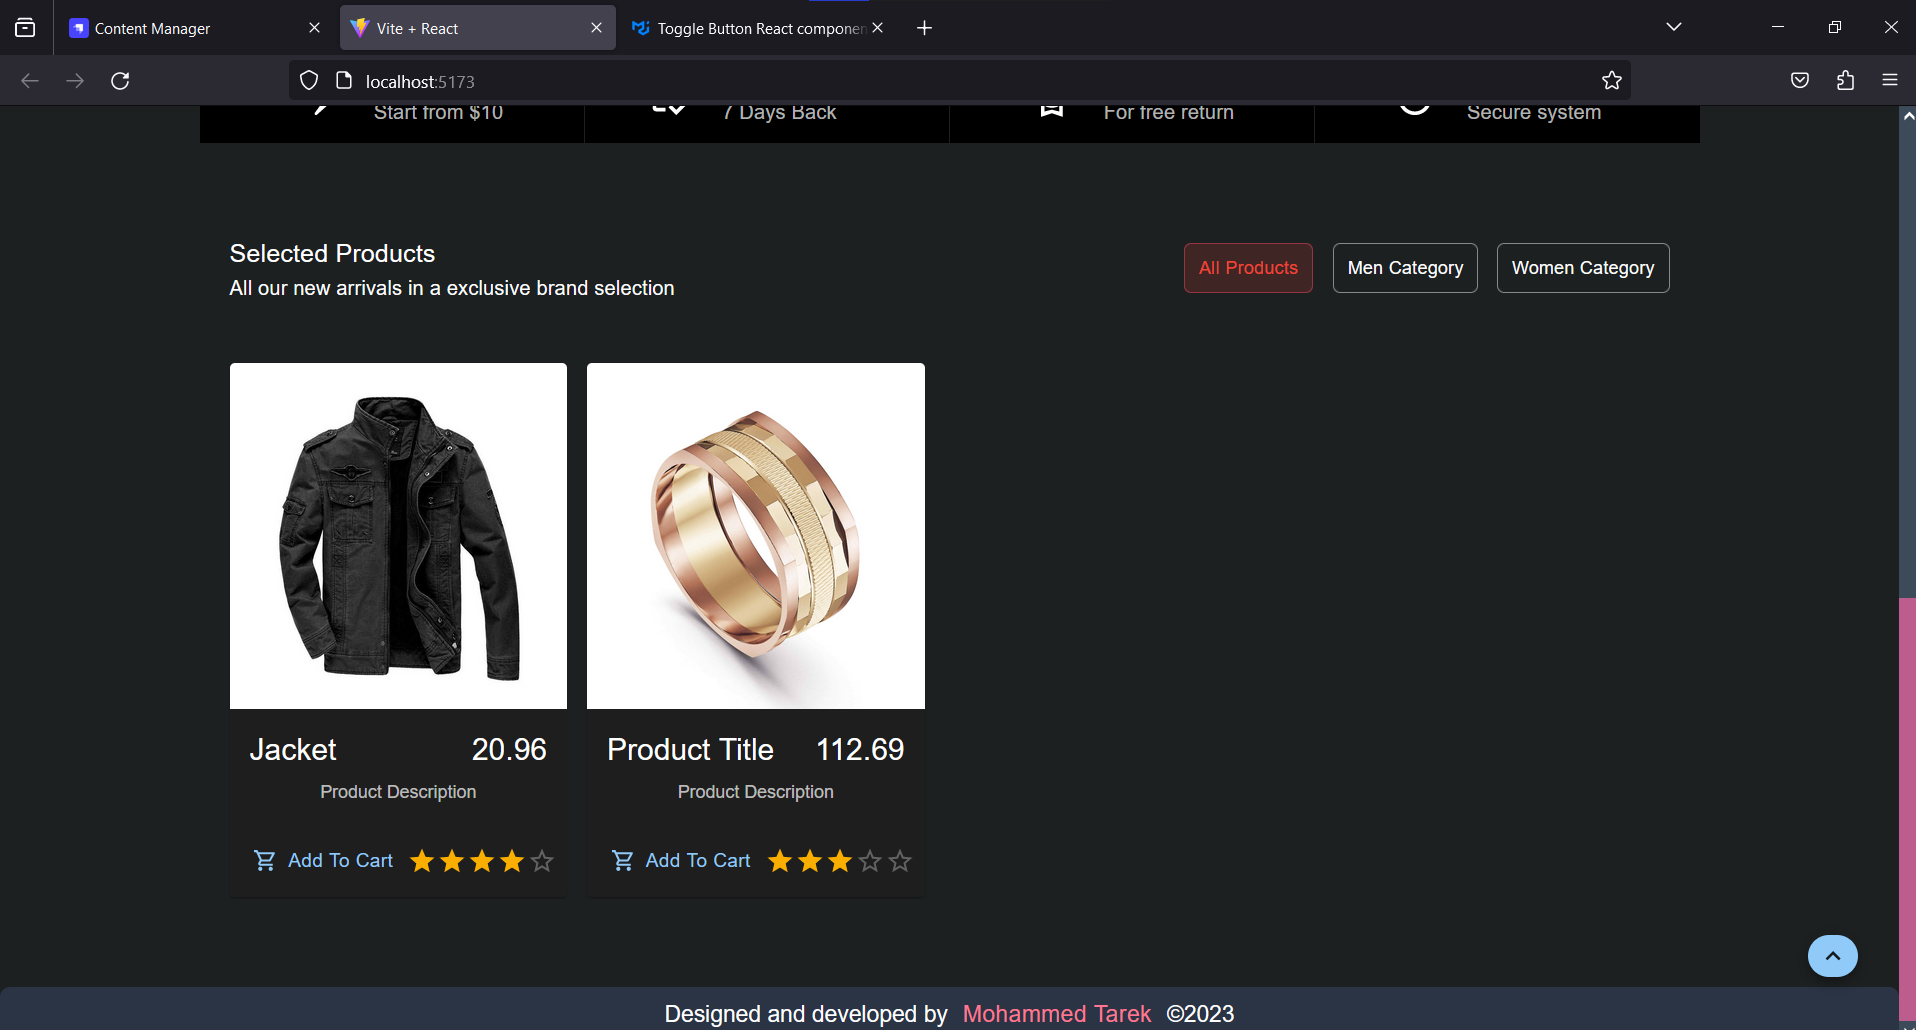 Content Manager
Vite + React
Toggle Button React componen
localhost:5173
Start from $10
7 Days Back
For free return
Secure system
Selected Products
All our new arrivals in a exclusive brand selection
All Products
Men Category
Women Category
Jacket 20.96
Product Description
Add To Cart
Product Title 112.69
Product Description
Add To Cart
Designed and developed by Mohammed Tarek ©2023